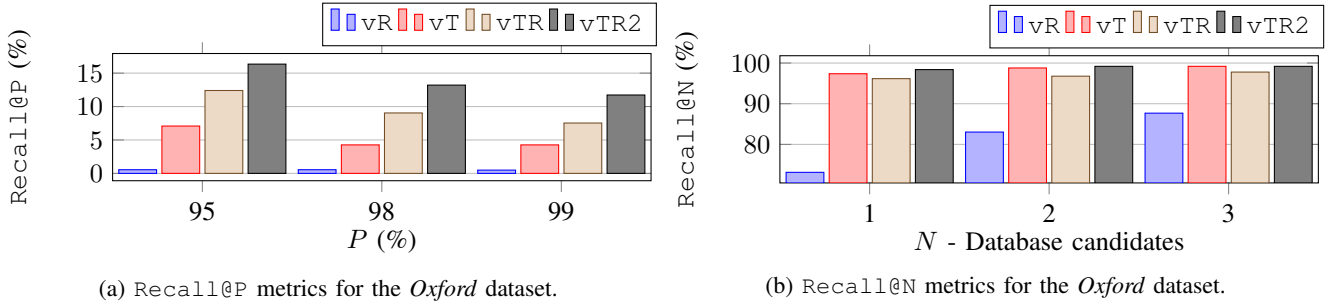 vR vT vTR vTR2
Recall@P (%)
15
10
5
0
95 98 99
P (%)
(a) Recall@P metrics for the Oxford dataset.
vR vT vTR vTR2
Recall@N (%)
100
90
80
1 2 3
N - Database candidates
(b) Recall@N metrics for the Oxford dataset.